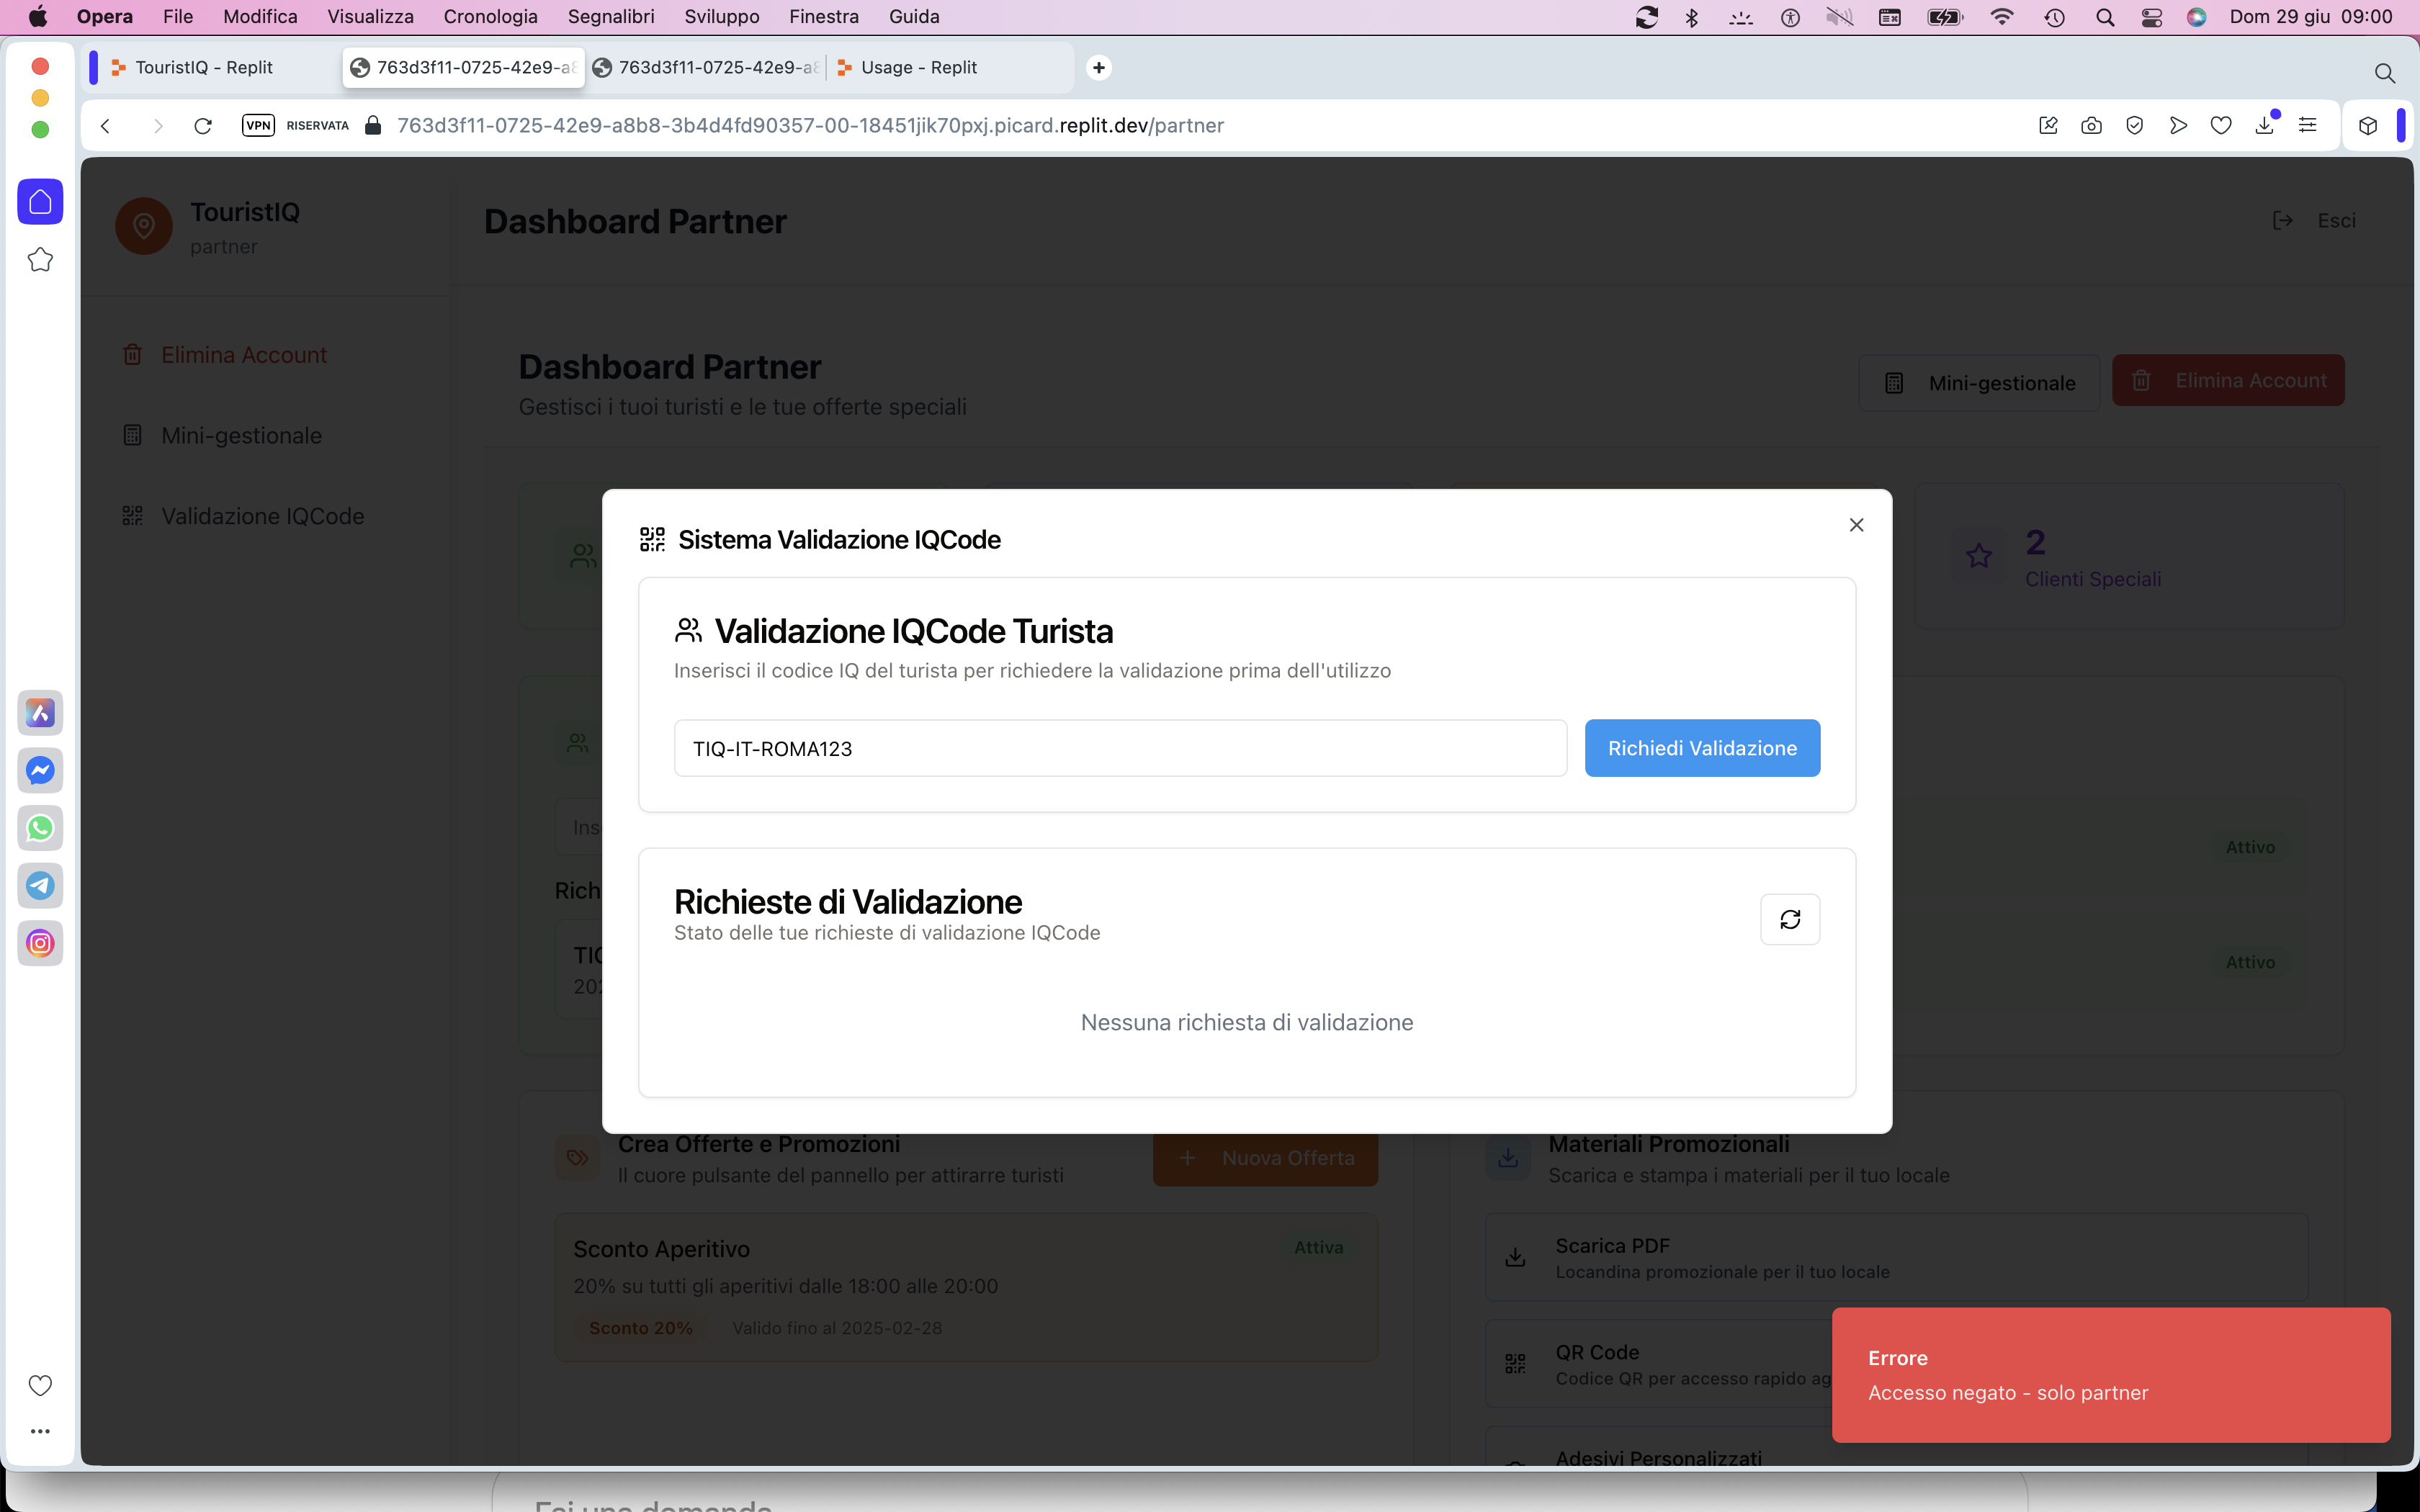 Opera File Modifica Visualizza Cronologia Segnalibri Sviluppo Finestra Guida Dom 29 giu 09:00
TouristIQ - Replit 763d3f11-0725-42e9-a8 763d3f11-0725-42e9-a8 Usage - Replit
VPN RISERVATA 763d3f11-0725-42e9-a8b8-3b4d4fd90357-00-18451jik70pxj.picard.replit.dev/partner
TouristIQ
partner
Dashboard Partner
Esci
Elimina Account
Mini-gestionale
Validazione IQCode
Dashboard Partner
Gestisci i tuoi turisti e le tue offerte speciali
Mini-gestionale
Elimina Account
2
Clienti Speciali
Sistema Validazione IQCode
Validazione IQCode Turista
Inserisci il codice IQ del turista per richiedere la validazione prima dell'utilizzo
TIQ-IT-ROMA123
Richiedi Validazione
Richieste di Validazione
Stato delle tue richieste di validazione IQCode
Nessuna richiesta di validazione
Ins
Rich
TIQ
202
Attivo
Attivo
Crea Offerte e Promozioni
Il cuore pulsante del pannello per attirarre turisti
+ Nuova Offerta
Sconto Aperitivo
Attiva
20% su tutti gli aperitivi dalle 18:00 alle 20:00
Sconto 20% Valido fino al 2025-02-28
Materiali Promozionali
Scarica e stampa i materiali per il tuo locale
Scarica PDF
Locandina promozionale per il tuo locale
QR Code
Codice QR per accesso rapido ag
Adesivi Personalizzati
Errore
Accesso negato - solo partner
Fai una domanda